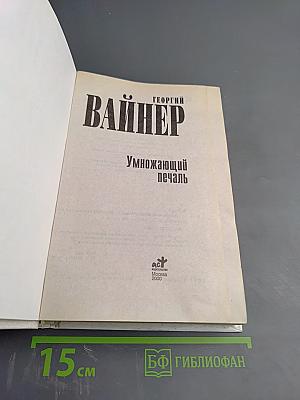 ГЕОРГИЙ
ВАЙНЕР
Умножающий
печаль
аст
Москва
2000
15 см
БФ ГИБЛИОФАН